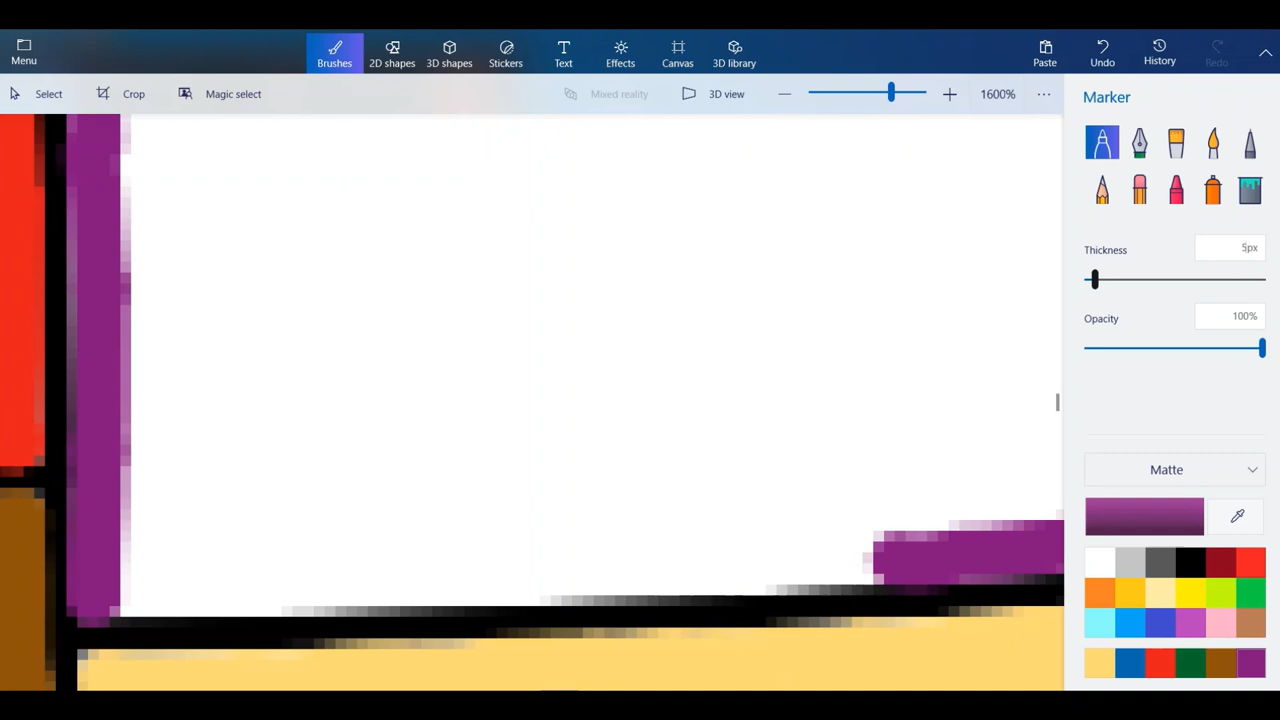 Menu
Brushes 2D shapes 3D shapes Stickers Text Effects Canvas 3D library Paste Undo History Redo
Select Crop Magic select Mixed reality 3D view 1600%
Marker
Thickness 5px
Opacity 100%
Matte